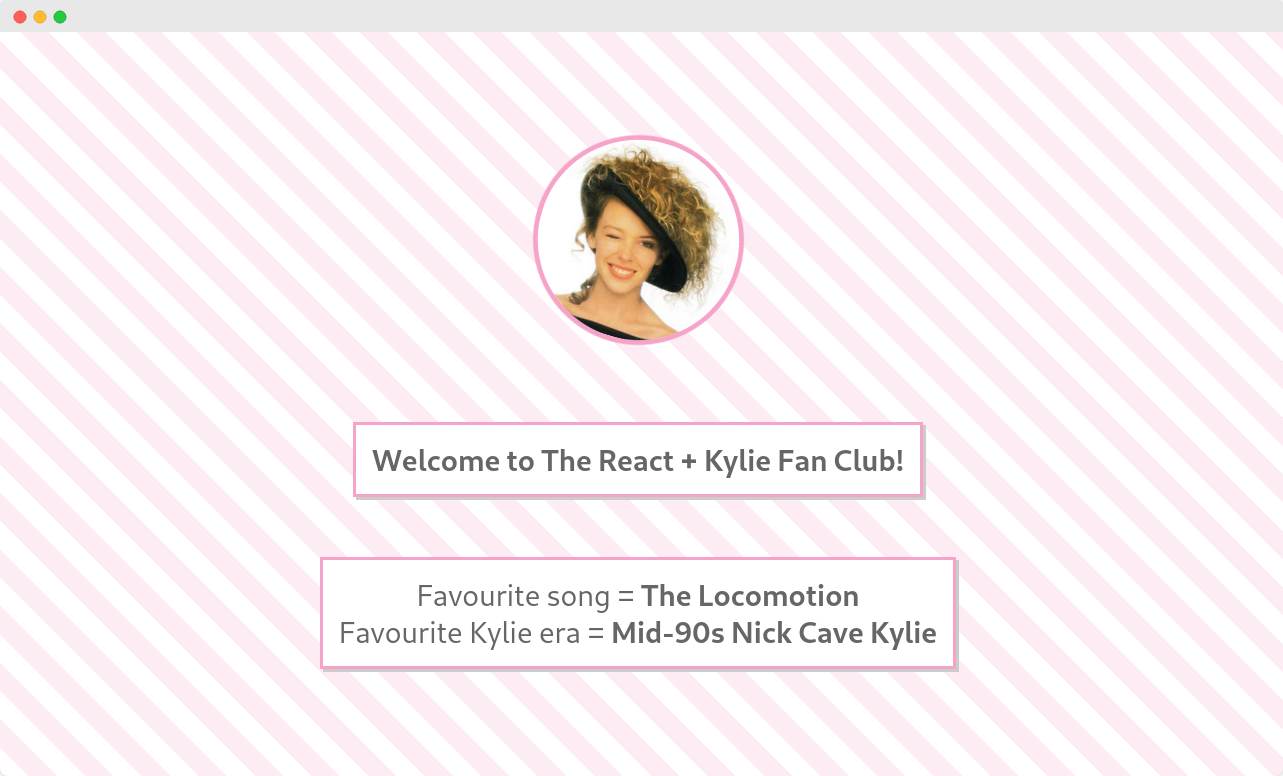 Welcome to The React + Kylie Fan Club!
Favourite song = The Locomotion
Favourite Kylie era = Mid-90s Nick Cave Kylie